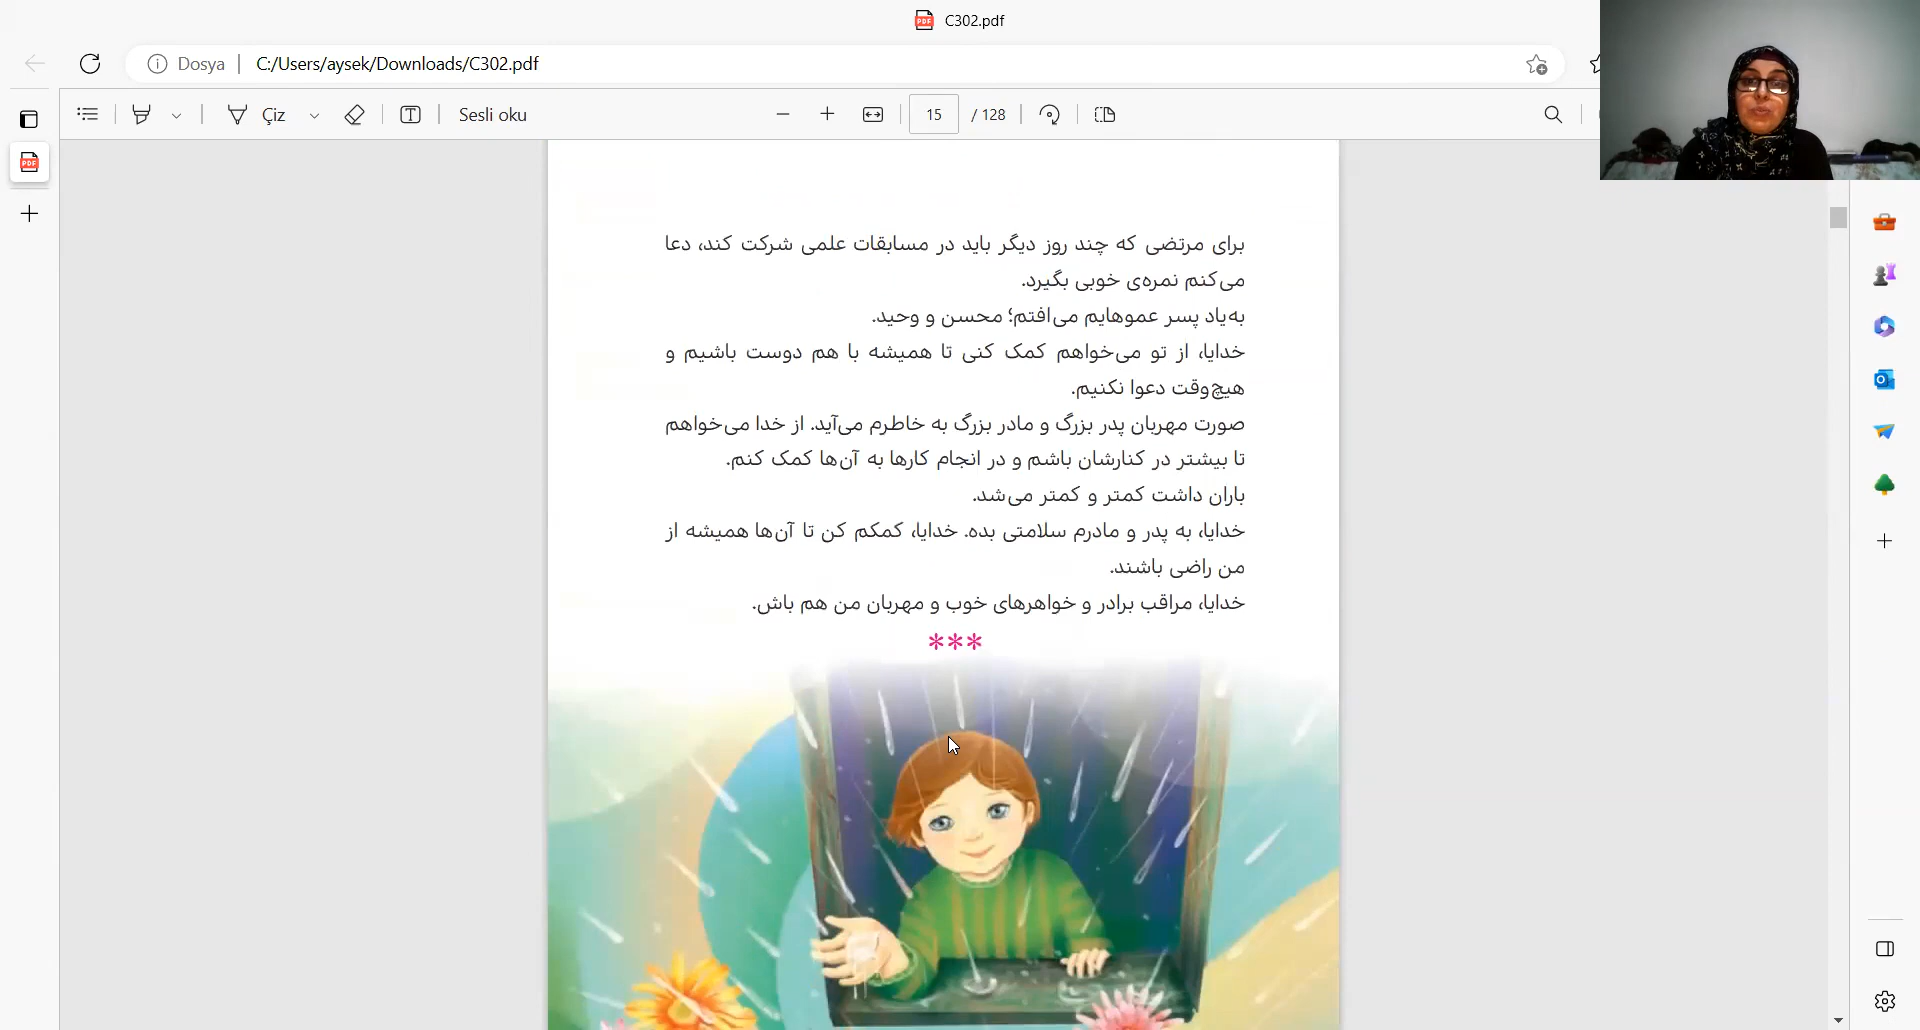 C302.pdf
Dosya
C:/Users/aysek/Downloads/C302.pdf
Çiz
Sesli oku
15 / 128
برای مرتضی که چند روز دیگر باید در مسابقات علمی شرکت کند، دعا
می‌کنم نمره‌ی خوبی بگیرد.
به‌یاد پسر عموهایم می‌افتم؛ محسن و وحید.
خدایا، از تو می‌خواهم کمک کنی تا همیشه با هم دوست باشیم و
هیچ‌وقت دعوا نکنیم.
صورت مهربان پدر بزرگ و مادر بزرگ به خاطرم می‌آید. از خدا می‌خواهم
تا بیشتر در کنارشان باشم و در انجام کارها به آن‌ها کمک کنم.
باران داشت کمتر و کمتر می‌شد.
خدایا، به پدر و مادرم سلامتی بده. خدایا، کمکم کن تا آن‌ها همیشه از
من راضی باشند.
خدایا، مراقب برادر و خواهرهای خوب و مهربان من هم باش.
***